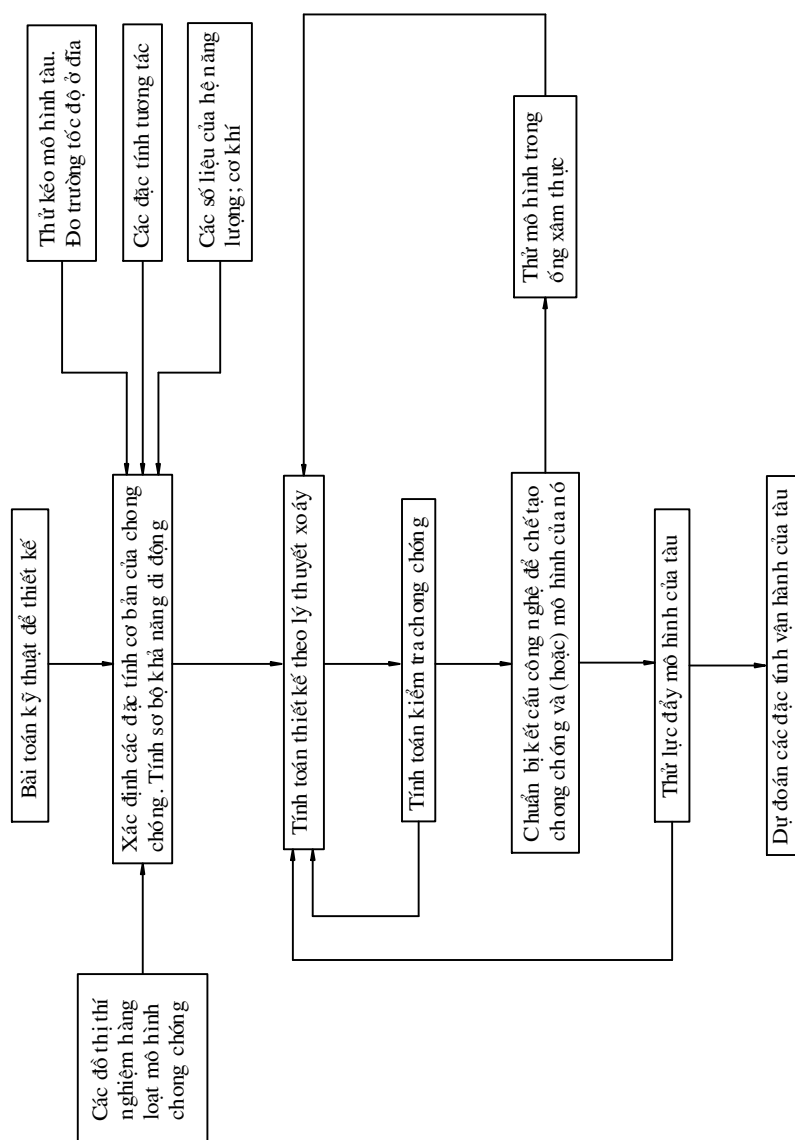 Bài toán kỹ thuật để thiết kế
Các đồ thị thí
nghiệm hàng
loạt mô hình
chong chóng
Xác định các đặc tính cơ bản của chong
chóng. Tính sơ bộ khả năng di động
Thử kéo mô hình tàu.
Đo trường tốc độ ở đĩa
Các đặc tính tương tác
Các số liệu của hệ năng
lượng; cơ khí
Tính toán thiết kế theo lý thuyết xoáy
Tính toán kiểm tra chong chóng
Chuẩn bị kết cấu công nghệ để chế tạo
chong chóng và (hoặc) mô hình của nó
Thử mô hình trong
ống xâm thực
Thử lực đẩy mô hình của tàu
Dự đoán các đặc tính vận hành của tàu